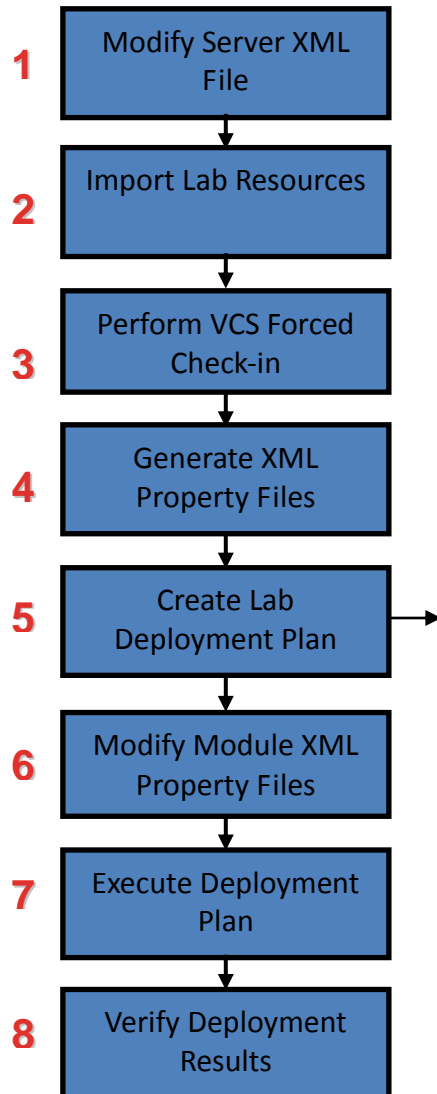 1
Modify Server XML
File
2
Import Lab Resources
3
Perform VCS Forced
Check-in
4
Generate XML
Property Files
5
Create Lab
Deployment Plan
6
Modify Module XML
Property Files
7
Execute Deployment
Plan
8
Verify Deployment
Results